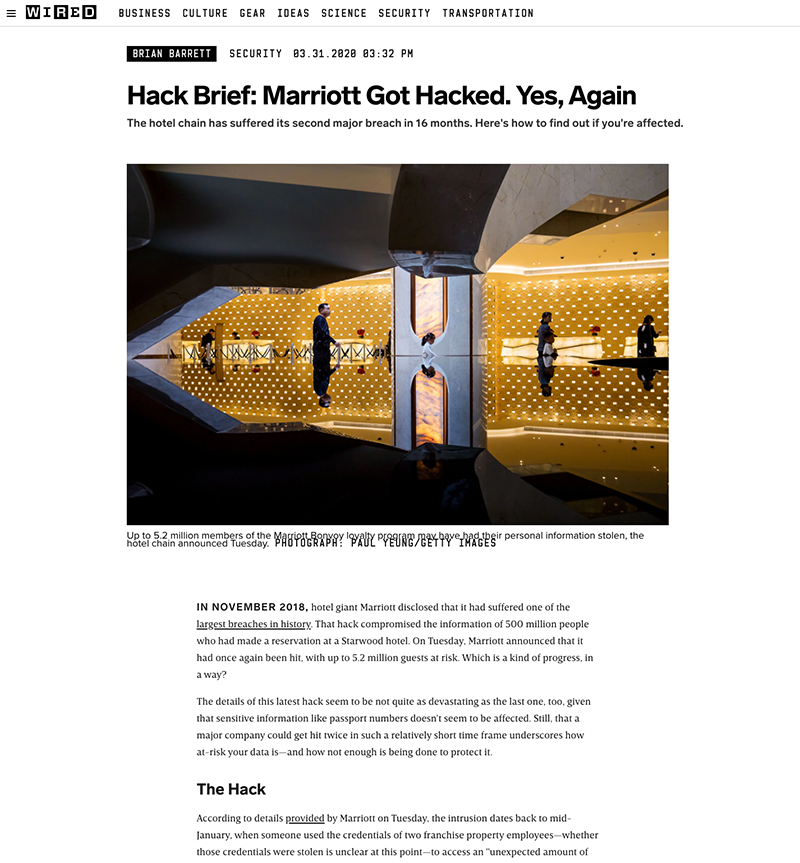 WIRED BUSINESS CULTURE GEAR IDEAS SCIENCE SECURITY TRANSPORTATION
BRIAN BARRETT SECURITY 03.31.2020 03:32 PM
Hack Brief: Marriott Got Hacked. Yes, Again
The hotel chain has suffered its second major breach in 16 months. Here's how to find out if you're affected.
Up to 5.2 million members of the Marriott Bonvoy loyalty program may have had their personal information stolen, the
hotel chain announced Tuesday. PHOTOGRAPH: PAUL YEUNG/GETTY IMAGES
IN NOVEMBER 2018, hotel giant Marriott disclosed that it had suffered one of the
largest breaches in history. That hack compromised the information of 500 million people
who had made a reservation at a Starwood hotel. On Tuesday, Marriott announced that it
had once again been hit, with up to 5.2 million guests at risk. Which is a kind of progress, in
a way?
The details of this latest hack seem to be not quite as devastating as the last one, too, given
that sensitive information like passport numbers doesn't seem to be affected. Still, that a
major company could get hit twice in such a relatively short time frame underscores how
at-risk your data is—and how not enough is being done to protect it.
The Hack
According to details provided by Marriott on Tuesday, the intrusion dates back to mid-
January, when someone used the credentials of two franchise property employees—whether
those credentials were stolen is unclear at this point—to access an "unexpected amount of